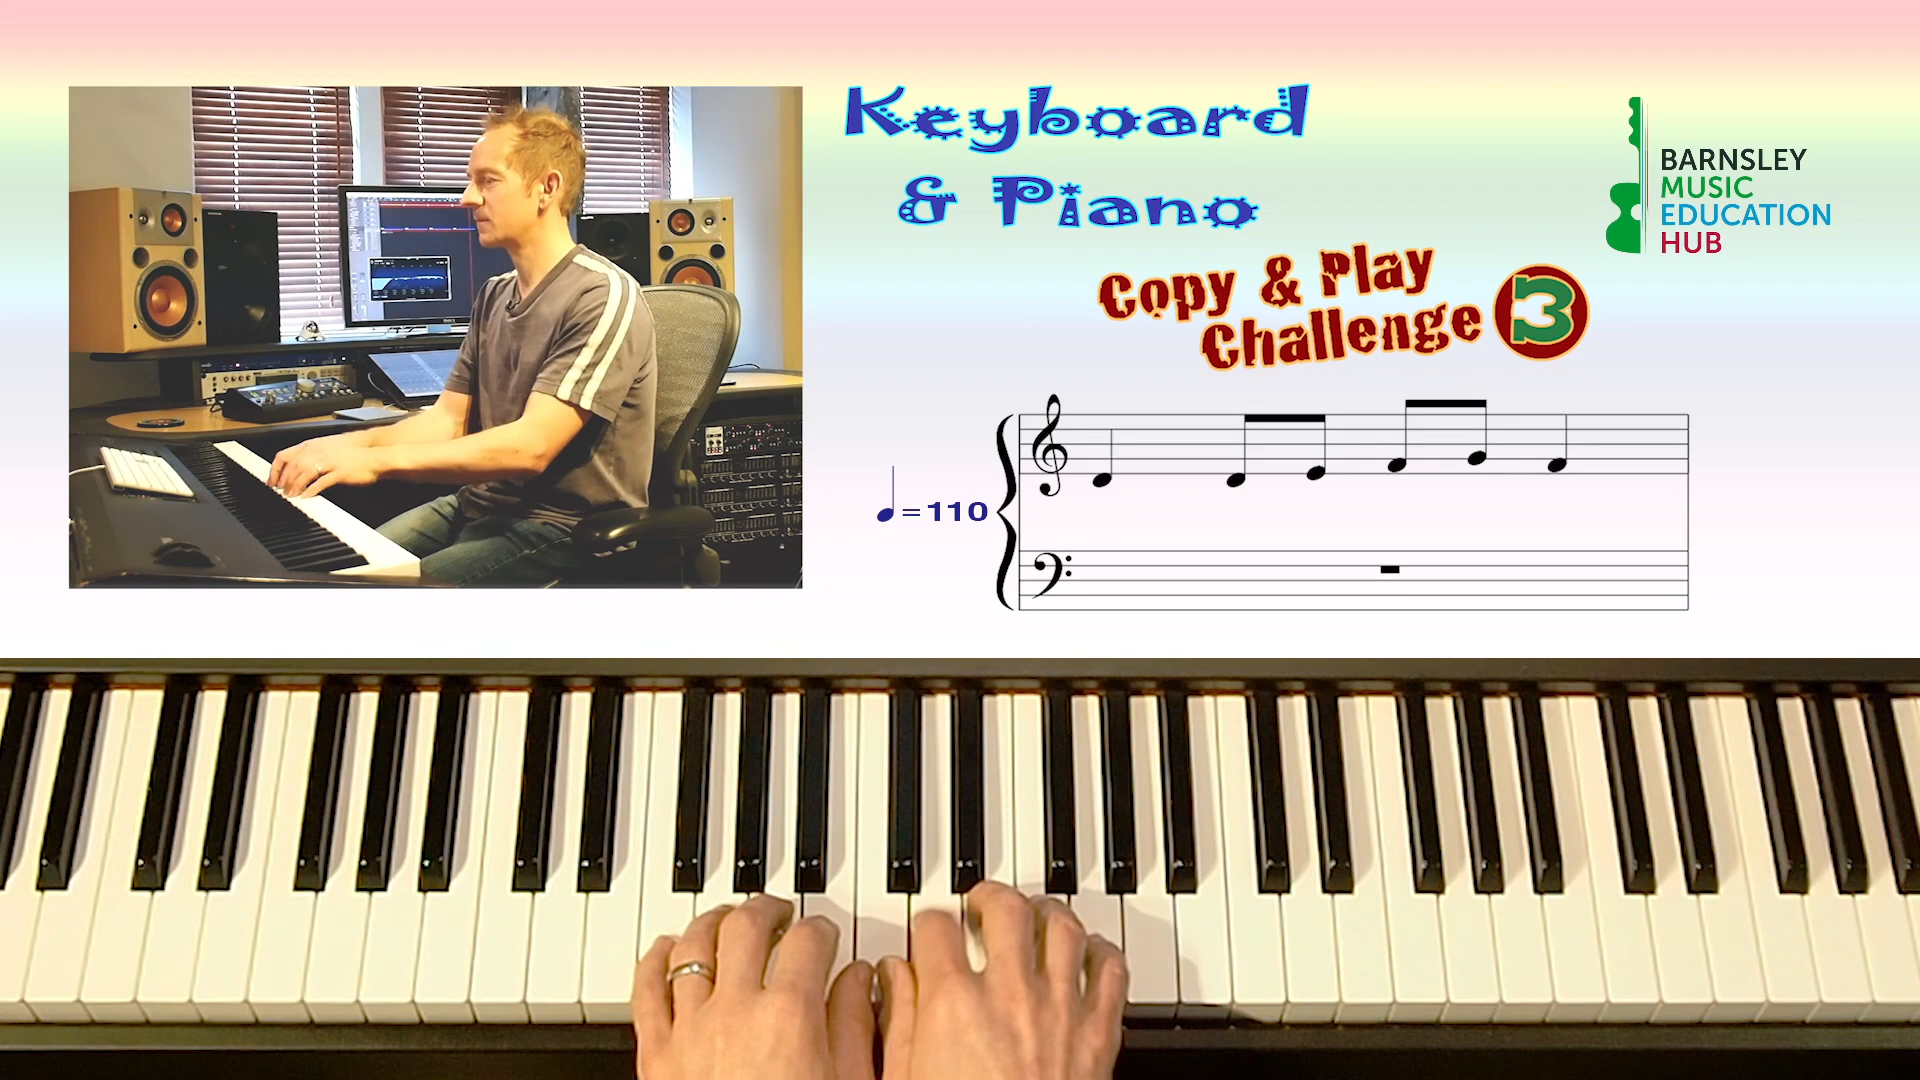 Keyboard
& Piano
Copy & Play
Challenge 3
BARNSLEY
MUSIC
EDUCATION
HUB
=110